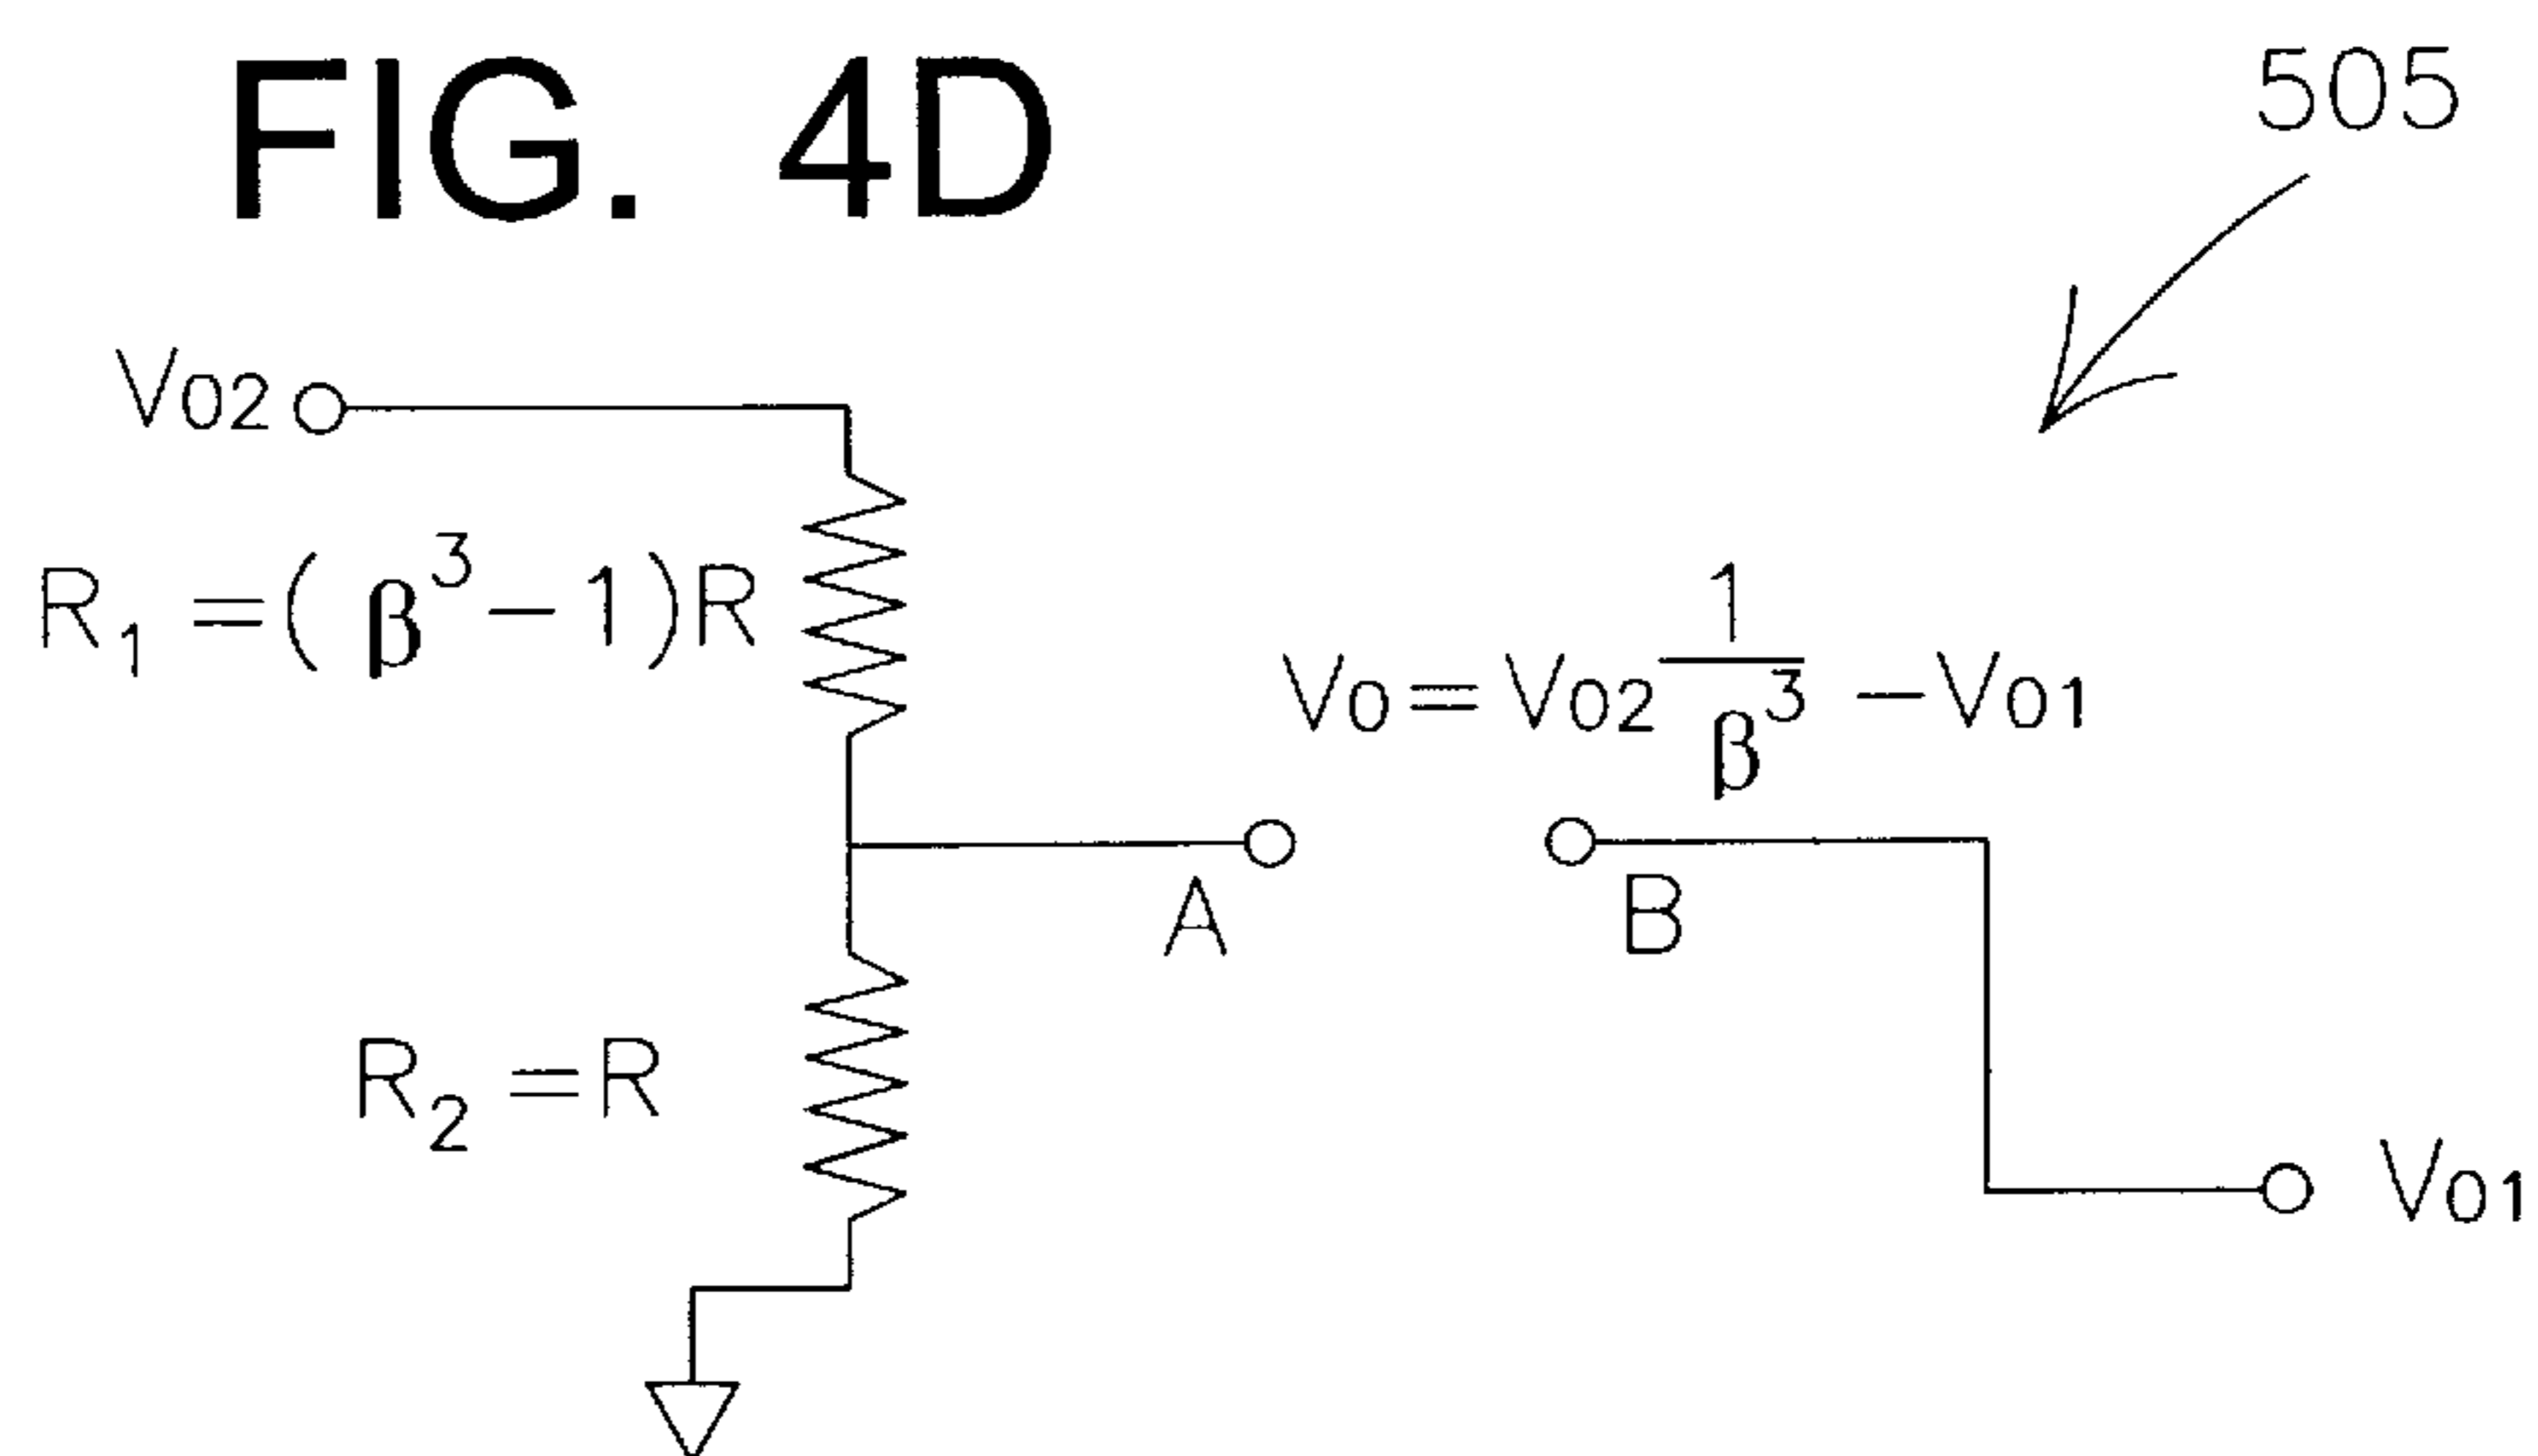 FIG. 4D
505
V02
R1 = (β³ − 1)R
V0 = V02 1/β³ − V01
A
B
R2 = R
V01